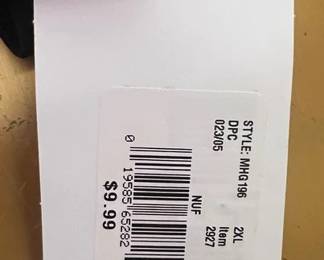 STYLE: MHG196 2XL
DPC Item
023/05 2927
NUF
0 19585 65282
$9.99